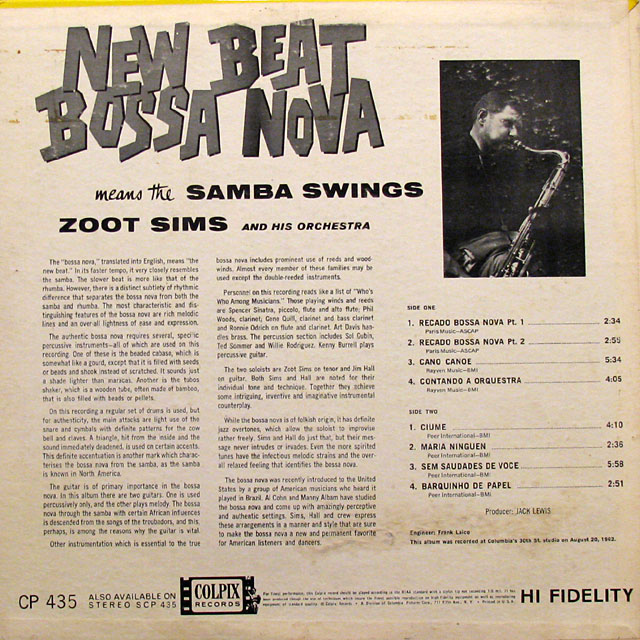 NEW BEAT
BOSSA NOVA
means the SAMBA SWINGS
ZOOT SIMS AND HIS ORCHESTRA
The "bossa nova," translated into English, means "the
new beat." In its faster tempo, it very closely resembles
the samba. The slower beat is more like that of the
rhumba. However, there is a distinct subtlety of rhythmic
difference that separates the bossa nova from both the
samba and rhumba. The most characteristic and dis-
tinguishing features of the bossa nova are rich melodic
lines and an over-all lightness of ease and expression.
The authentic bossa nova requires several, specific
percussive instruments—all of which are used on this
recording. One of these is the beaded cabasa, which is
somewhat like a gourd, except that it is filled with seeds
or beads and shook instead of scratched. It sounds just
a shade lighter than maracas. Another is the tubos
shaker, which is a wooden tube, often made of bamboo,
that is also filled with beads or pellets.
On this recording a regular set of drums is used, but
for authenticity, the main attacks are light use of the
snare and cymbals with definite patterns for the cow
bell and claves. A triangle, hit from the inside and the
sound immediately deadened, is used on certain accents.
This definite accentuation is another mark which charac-
terises the bossa nova from the samba, as the samba
is known in North America.
The guitar is of primary importance in the bossa
nova. In this album there are two guitars. One is used
percussively only, and the other plays melody. The bossa
nova through the samba with certain African influences
is descended from the songs of the troubadors, and this,
perhaps, is among the reasons why the guitar is vital.
Other instrumentation which is essential to the true
bossa nova includes prominent use of reeds and wood-
winds. Almost every member of these families may be
used except the double-reeded instruments.
Personnel on this recording reads like a list of "Who's
Who Among Musicians." Those playing winds and reeds
are Spencer Sinatra, piccolo, flute and alto flute; Phil
Woods, clarinet; Gene Quill, clarinet and bass clarinet
and Ronnie Odrich on flute and clarinet. Art Davis han-
dles brass. The percussion section includes Sol Gubin,
Ted Sommer and Willie Rodriguez. Kenny Burrell plays
percussive guitar.
The two soloists are Zoot Sims on tenor and Jim Hall
on guitar. Both Sims and Hall are noted for their
individual tone and technique. Together they achieve
some intriguing, inventive and imaginative instrumental
counterplay.
While the bossa nova is of folkish origin, it has definite
jazz overtones, which allow the soloist to improvise
rather freely. Sims and Hall do just that, but their mes-
sage never intrudes or invades. Even the more spirited
tunes have the infectious melodic strains and the over-
all relaxed feeling that identifies the bossa nova.
The bossa nova was recently introduced to the United
States by a group of American musicians who heard it
played in Brazil. Al Cohn and Manny Albam have studied
the bossa nova and come up with amazingly perceptive
and authentic settings. Sims, Hall and crew express
these arrangements in a manner and style that are sure
to make the bossa nova a new and permanent favorite
for American listeners and dancers.
SIDE ONE
1. RECADO BOSSA NOVA Pt. 1 2:34
Paris Music—ASCAP
2. RECADO BOSSA NOVA Pt. 2 2:59
Paris Music—ASCAP
3. CANO CANOE 5:34
Rayven Music—BMI
4. CONTANDO A ORQUESTRA 4:05
Rayven Music—BMI
SIDE TWO
1. CIUME 4:10
Peer International—BMI
2. MARIA NINGUEN 2:36
Peer International—BMI
3. SEM SAUDADES DE VOCE 5:58
Peer International—BMI
4. BARQUINHO DE PAPEL 2:51
Peer International—BMI
Producer: JACK LEWIS
Engineer: Frank Laico
This album was recorded at Columbia's 30th St. studio on August 20, 1962.
CP 435
ALSO AVAILABLE ON
STEREO SCP 435
COLPIX
RECORDS
HI FIDELITY